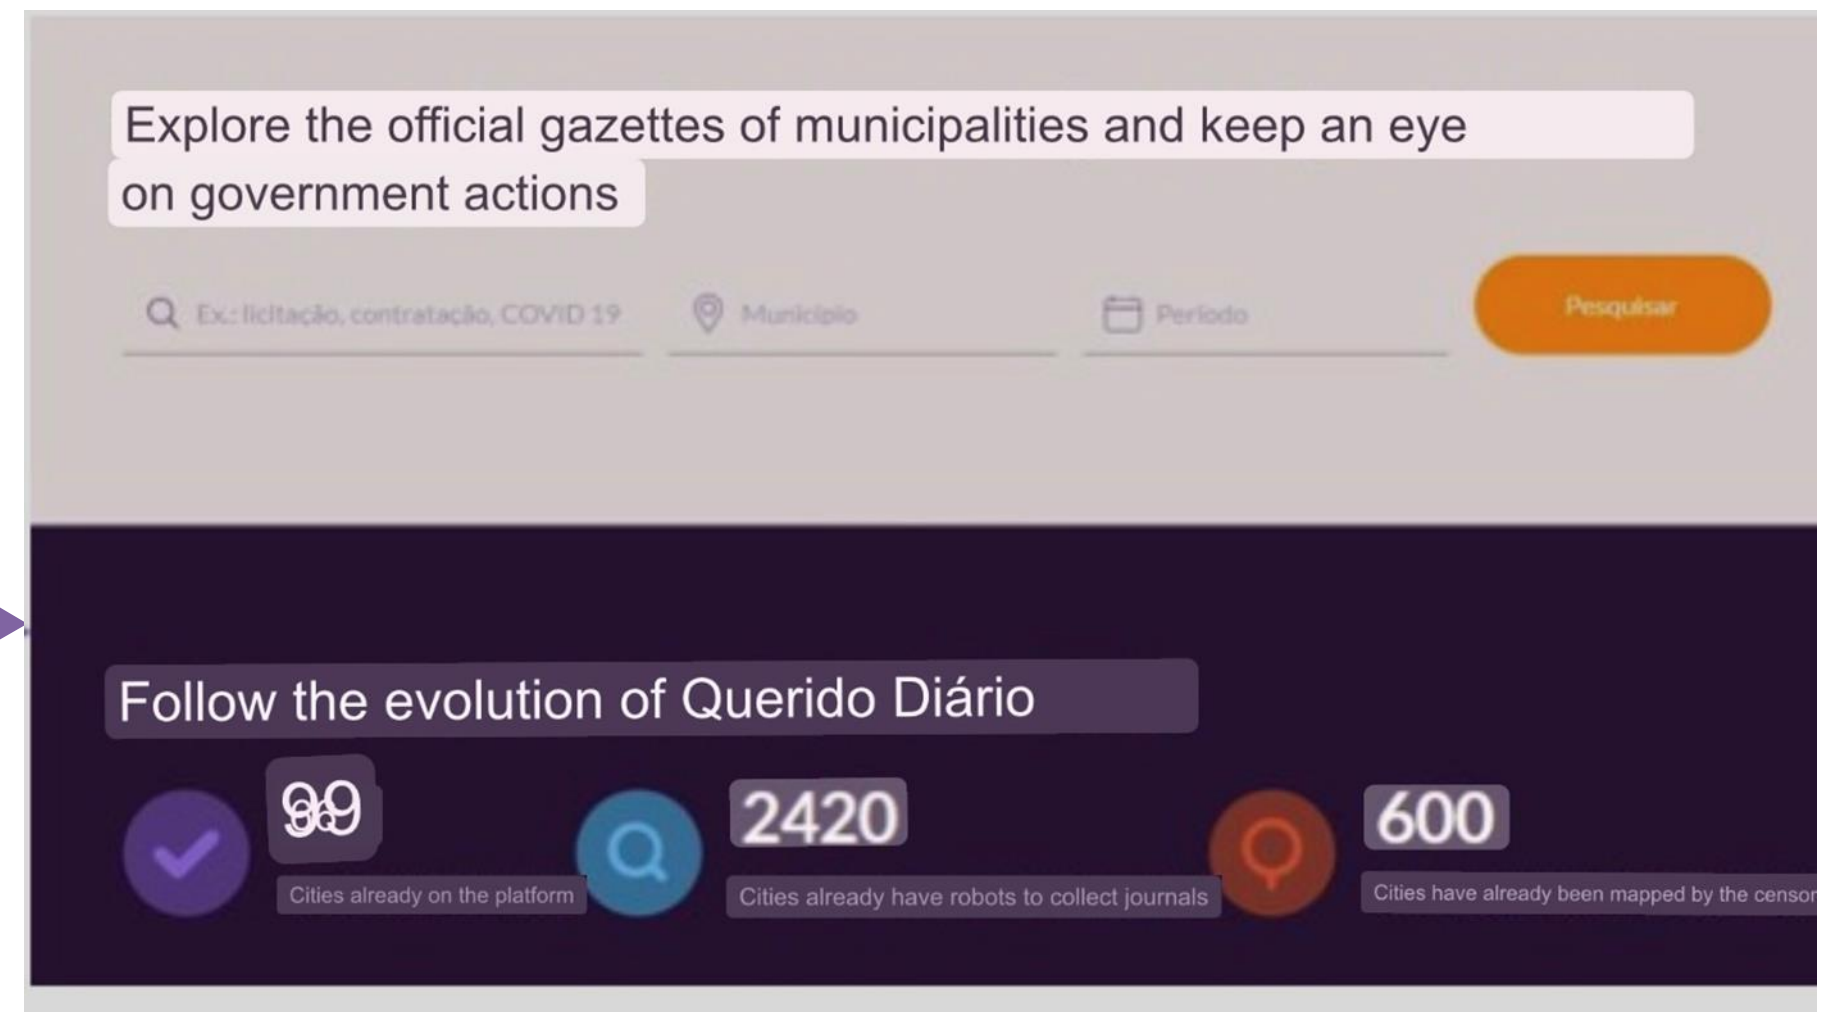 Explore the official gazettes of municipalities and keep an eye
on government actions
Ex.: licitação, contratação, COVID 19
Município
Período
Pesquisar
Follow the evolution of Querido Diário
2420
600
Cities already on the platform
Cities already have robots to collect journals
Cities have already been mapped by the censor